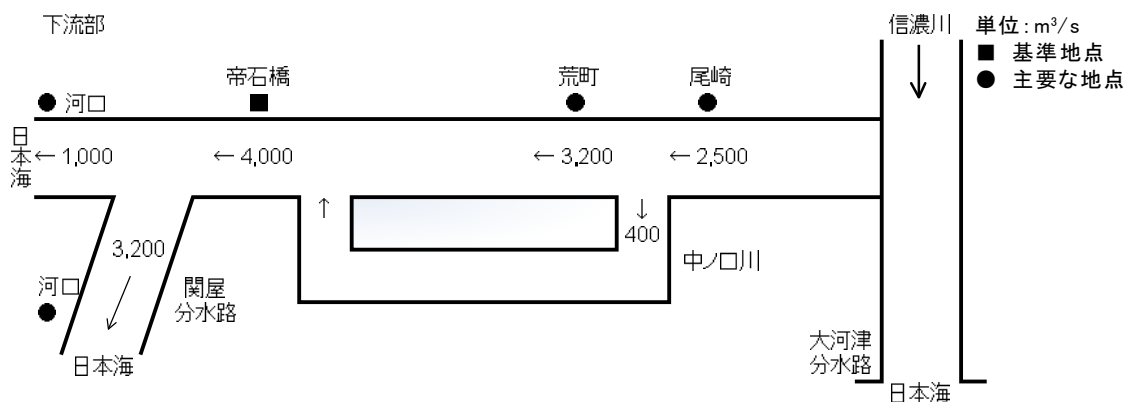 下流部
信濃川
単位：m³/s
■ 基準地点
● 主要な地点
帝石橋
荒町
尾崎
● 河口
日本海
←1,000
←4,000
←3,200
←2,500
↑
↓
400
3,200
中ノ口川
関屋
分水路
河口
日本海
大河津
分水路
日本海